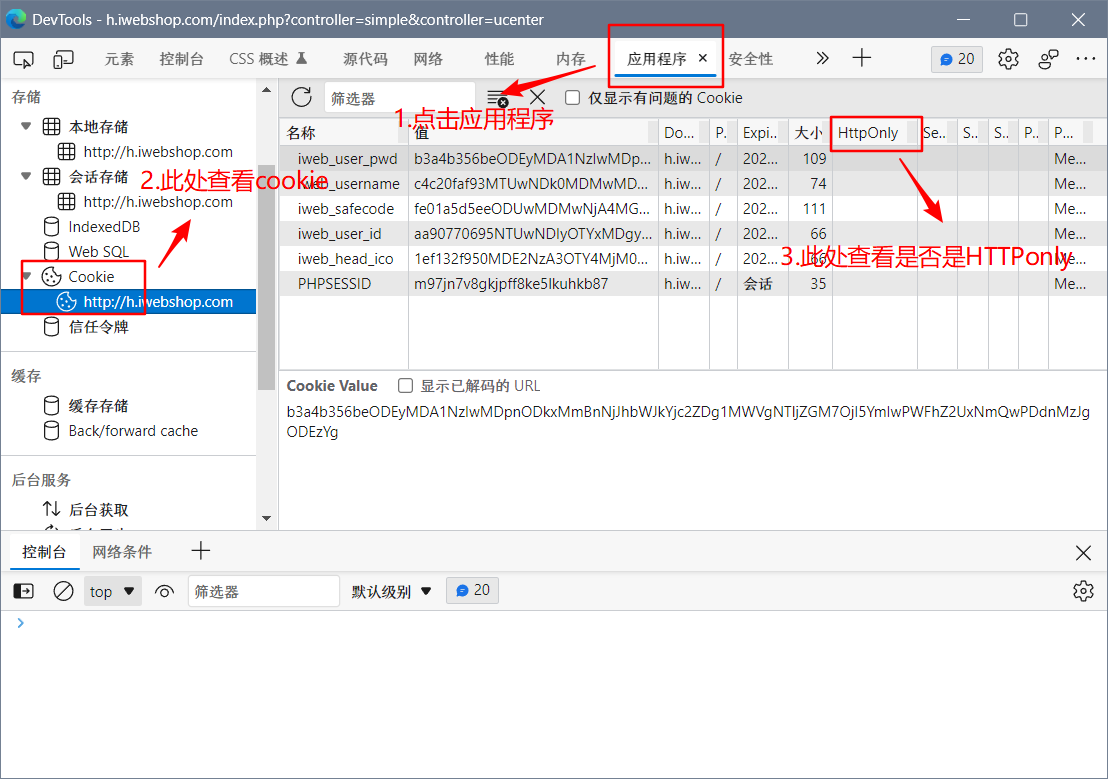 DevTools - h.iwebshop.com/index.php?controller=simple&controller=ucenter
元素 控制台 CSS 概述 源代码 网络 性能 内存 应用程序 安全性 20
存储
本地存储
http://h.iwebshop.com
会话存储
http://h.iwebshop.com
IndexedDB
Web SQL
Cookie
http://h.iwebshop.com
信任令牌
缓存
缓存存储
Back/forward cache
后台服务
后台获取
筛选器 仅显示有问题的 Cookie
1.点击应用程序
2.此处查看cookie
3.此处查看是否是HTTPonly
名称 值 Do... P. Expi... 大小 HttpOnly Se... S.. S.. P.. P...
iweb_user_pwd b3a4b356beODEyMDA1NzIwMDp... h.iw... / 202... 109 Me...
iweb_username c4c20faf93MTUwNDk0MDMwMD... h.iw... / 202... 74 Me...
iweb_safecode fe01a5d5eeODUwMDMwNjA4MG... h.iw... / 202... 111 Me...
iweb_user_id aa90770695NTUwNDIyOTYxMDgy... h.iw... / 202... 66 Me...
iweb_head_ico 1ef132f950MDE2NzA3OTY4MjM0... h.iw... / 202... 66 Me...
PHPSESSID m97jn7v8gkjpff8ke5lkuhkb87 h.iw... / 会话 35 Me...
Cookie Value 显示已解码的 URL
b3a4b356beODEyMDA1NzIwMDpnODkxMmBnNjJhbWJkYjc2ZDg1MWVgNTljZGM7OjI5YmIwPWFhZ2UxNmQwPDdnMzJg
ODEzYg
控制台 网络条件
top 筛选器 默认级别 20